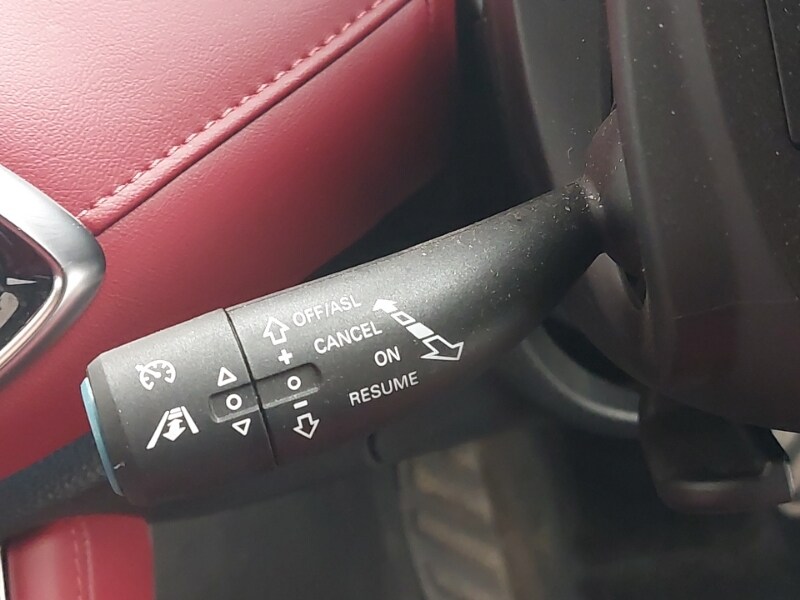 OFF/ASL
CANCEL
+
ON
RESUME